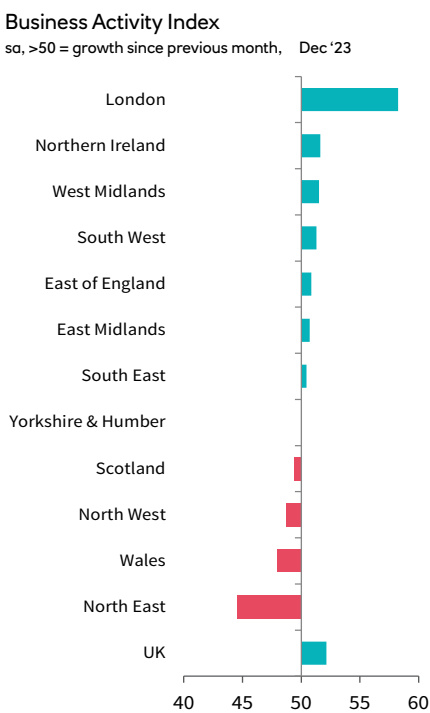 Business Activity Index
sa, >50 = growth since previous month, Dec ‘23
London
Northern Ireland
West Midlands
South West
East of England
East Midlands
South East
Yorkshire & Humber
Scotland
North West
Wales
North East
UK
40 45 50 55 60